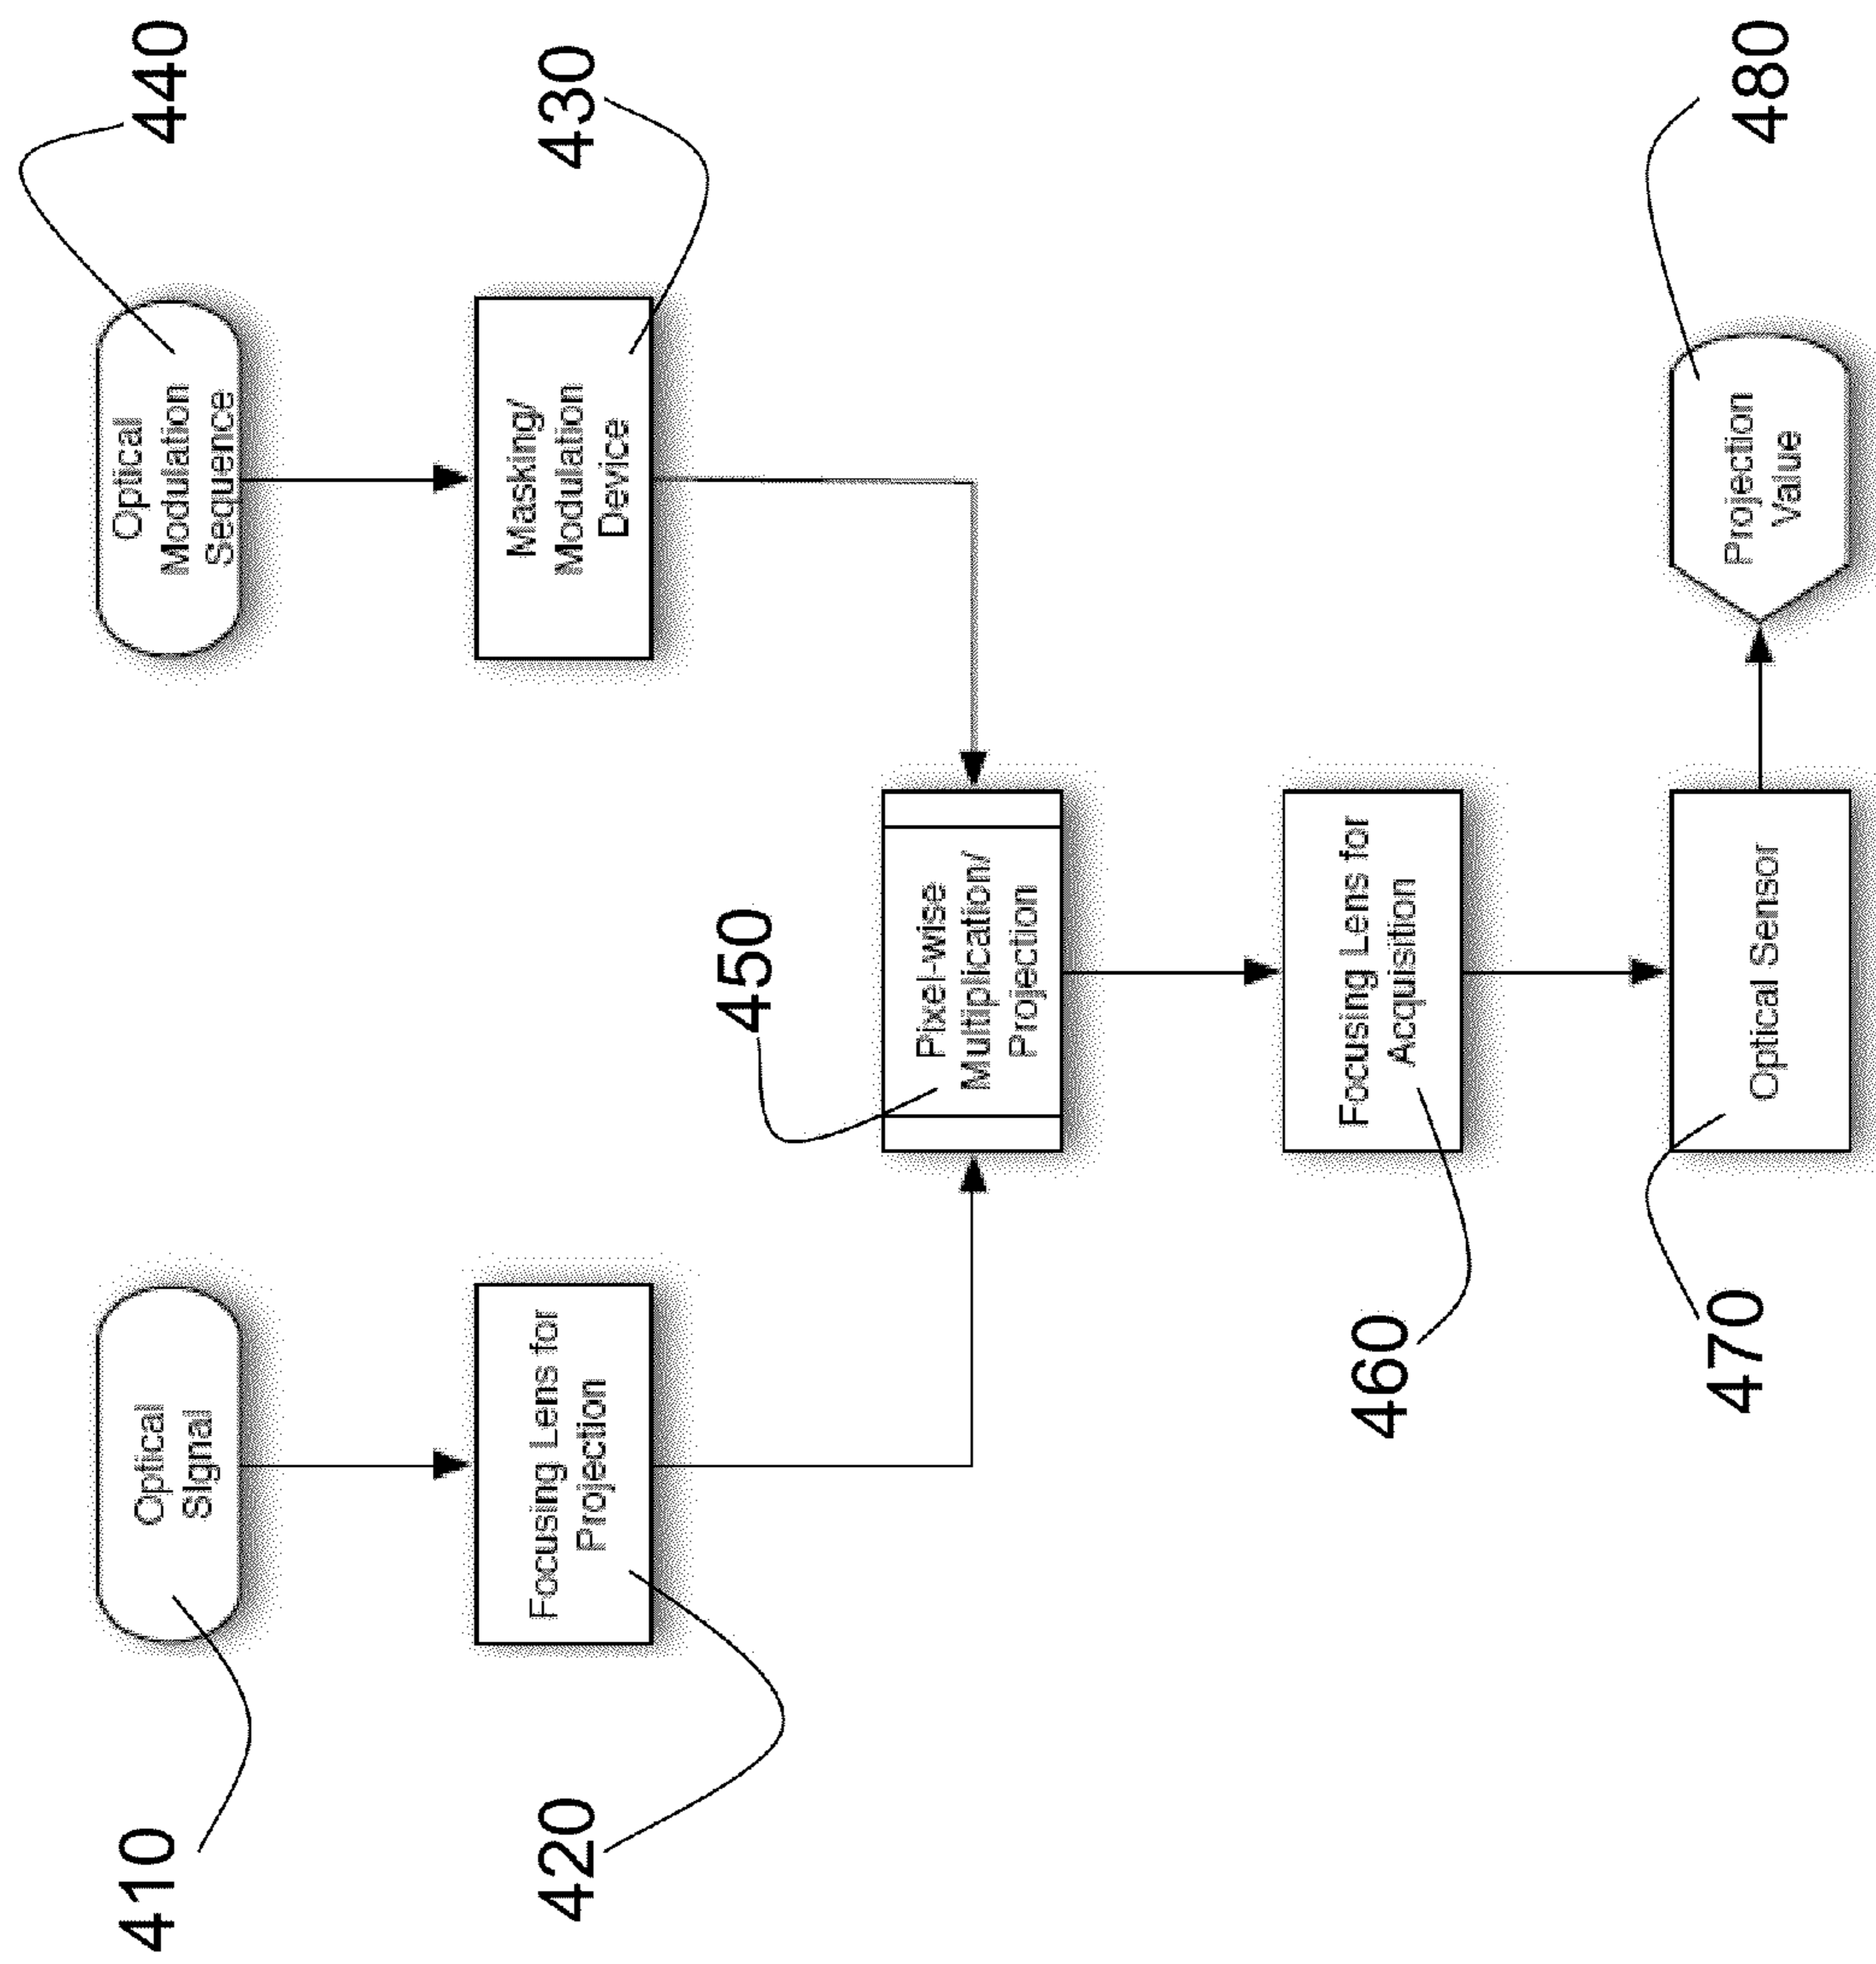 410
Optical
Signal
440
Optical
Modulation
Sequence
420
Focusing Lens for
Projection
430
Masking/
Modulation
Device
450
Pixel-wise
Multiplication/
Projection
460
Focusing Lens for
Acquisition
470
Optical Sensor
480
Projection
Value